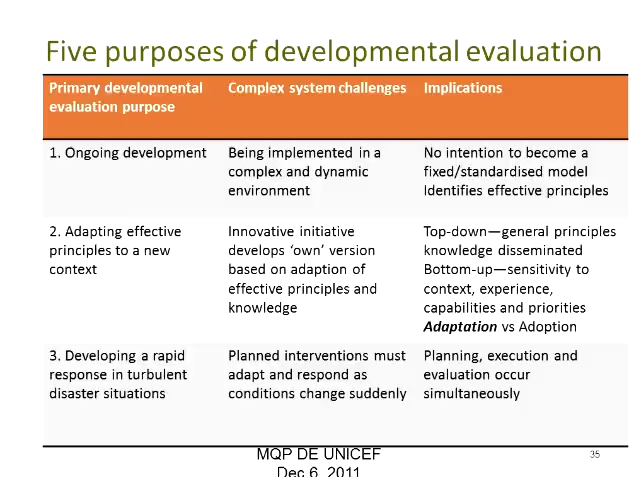 Five purposes of developmental evaluation
Primary developmental
evaluation purpose
Complex system challenges
Implications
1. Ongoing development
Being implemented in a
complex and dynamic
environment
No intention to become a
fixed/standardised model
Identifies effective principles
2. Adapting effective
principles to a new
context
Innovative initiative
develops ‘own’ version
based on adaption of
effective principles and
knowledge
Top-down—general principles
knowledge disseminated
Bottom-up—sensitivity to
context, experience,
capabilities and priorities
Adaptation vs Adoption
3. Developing a rapid
response in turbulent
disaster situations
Planned interventions must
adapt and respond as
conditions change suddenly
Planning, execution and
evaluation occur
simultaneously
MQP DE UNICEF
Dec 6, 2011
35